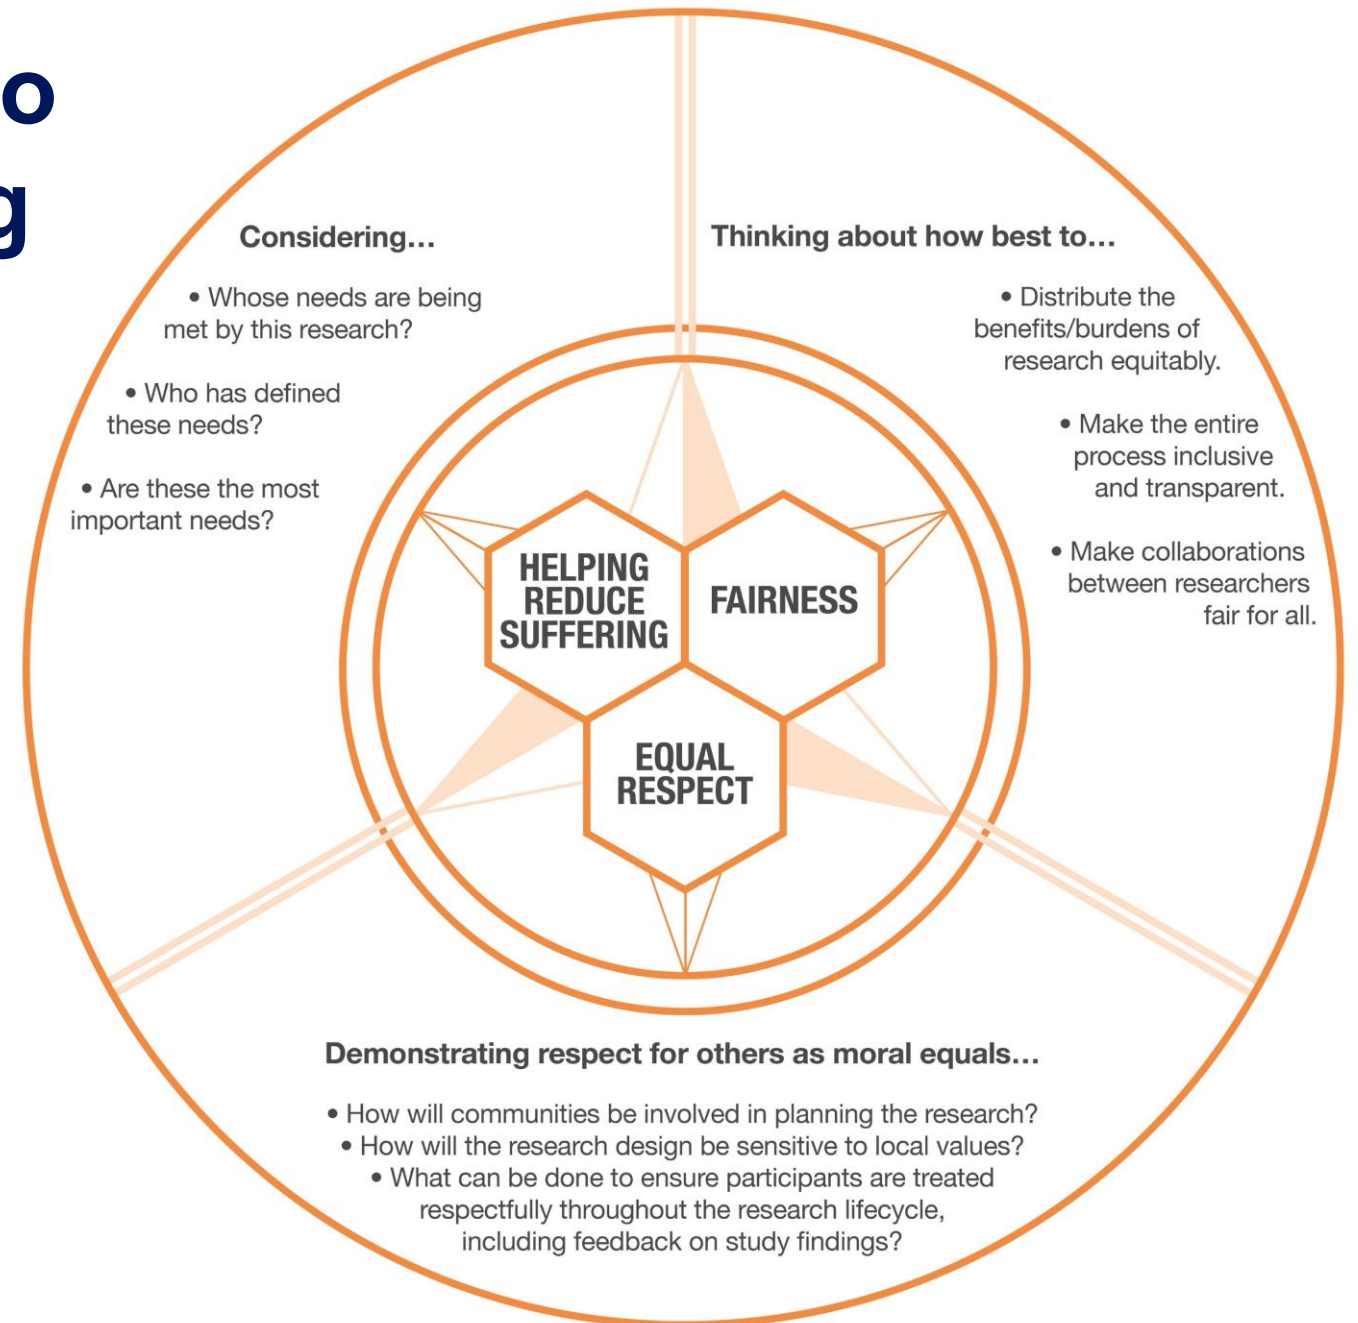 o
g
Considering…
• Whose needs are being
met by this research?
• Who has defined
these needs?
• Are these the most
important needs?
Thinking about how best to…
• Distribute the
benefits/burdens of
research equitably.
• Make the entire
process inclusive
and transparent.
• Make collaborations
between researchers
fair for all.
HELPING
REDUCE
SUFFERING
FAIRNESS
EQUAL
RESPECT
Demonstrating respect for others as moral equals…
• How will communities be involved in planning the research?
• How will the research design be sensitive to local values?
• What can be done to ensure participants are treated
respectfully throughout the research lifecycle,
including feedback on study findings?